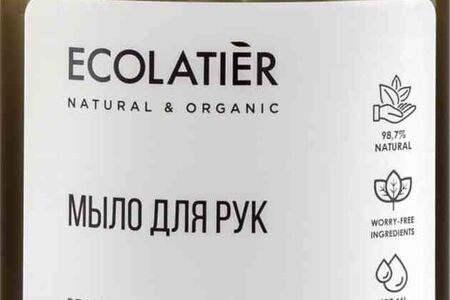 ECOLATIÈR
NATURAL & ORGANIC
98,7%
NATURAL
МЫЛО ДЛЯ РУК
WORRY-FREE
INGREDIENTS